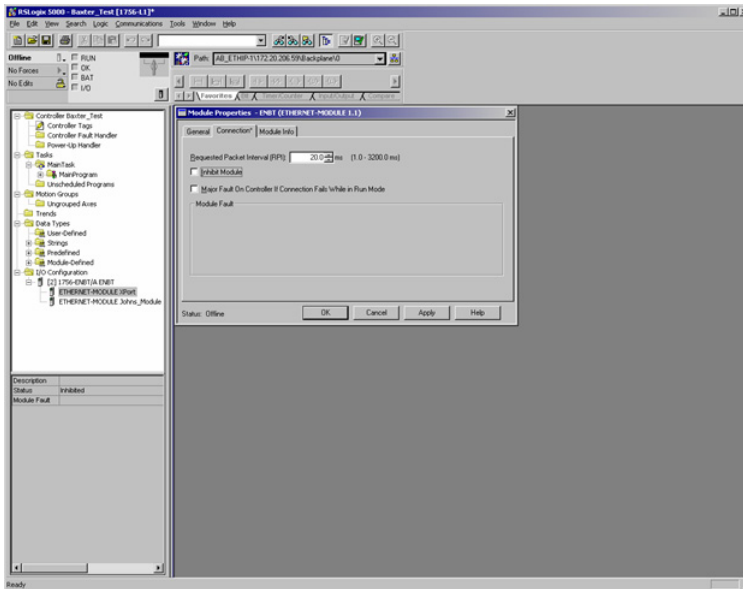 RSLogix 5000 - Baxter_Test [1756-L1]*
File Edit View Search Logic Communications Tools Window Help
Offline
RUN
No Forces
OK
BAT
No Edits
I/O
Path: AB_ETHIP-1\172.20.206.59\Backplane\0
Favorites
Bit
Timer/Counter
Input/Output
Compare
Controller Baxter_Test
Controller Tags
Controller Fault Handler
Power-Up Handler
Tasks
MainTask
MainProgram
Unscheduled Programs
Motion Groups
Ungrouped Axes
Trends
Data Types
User-Defined
Strings
Predefined
Module-Defined
I/O Configuration
[2] 1756-ENBT/A ENBT
ETHERNET-MODULE XPort
ETHERNET-MODULE Johns_Module
Module Properties - ENBT (ETHERNET-MODULE 1.1)
General Connection* Module Info
Requested Packet Interval (RPI): 20.0 ms (1.0 - 3200.0 ms)
Inhibit Module
Major Fault On Controller If Connection Fails While in Run Mode
Module Fault
Status: Offline
OK Cancel Apply Help
Description
Status Inhibited
Module Fault
Ready